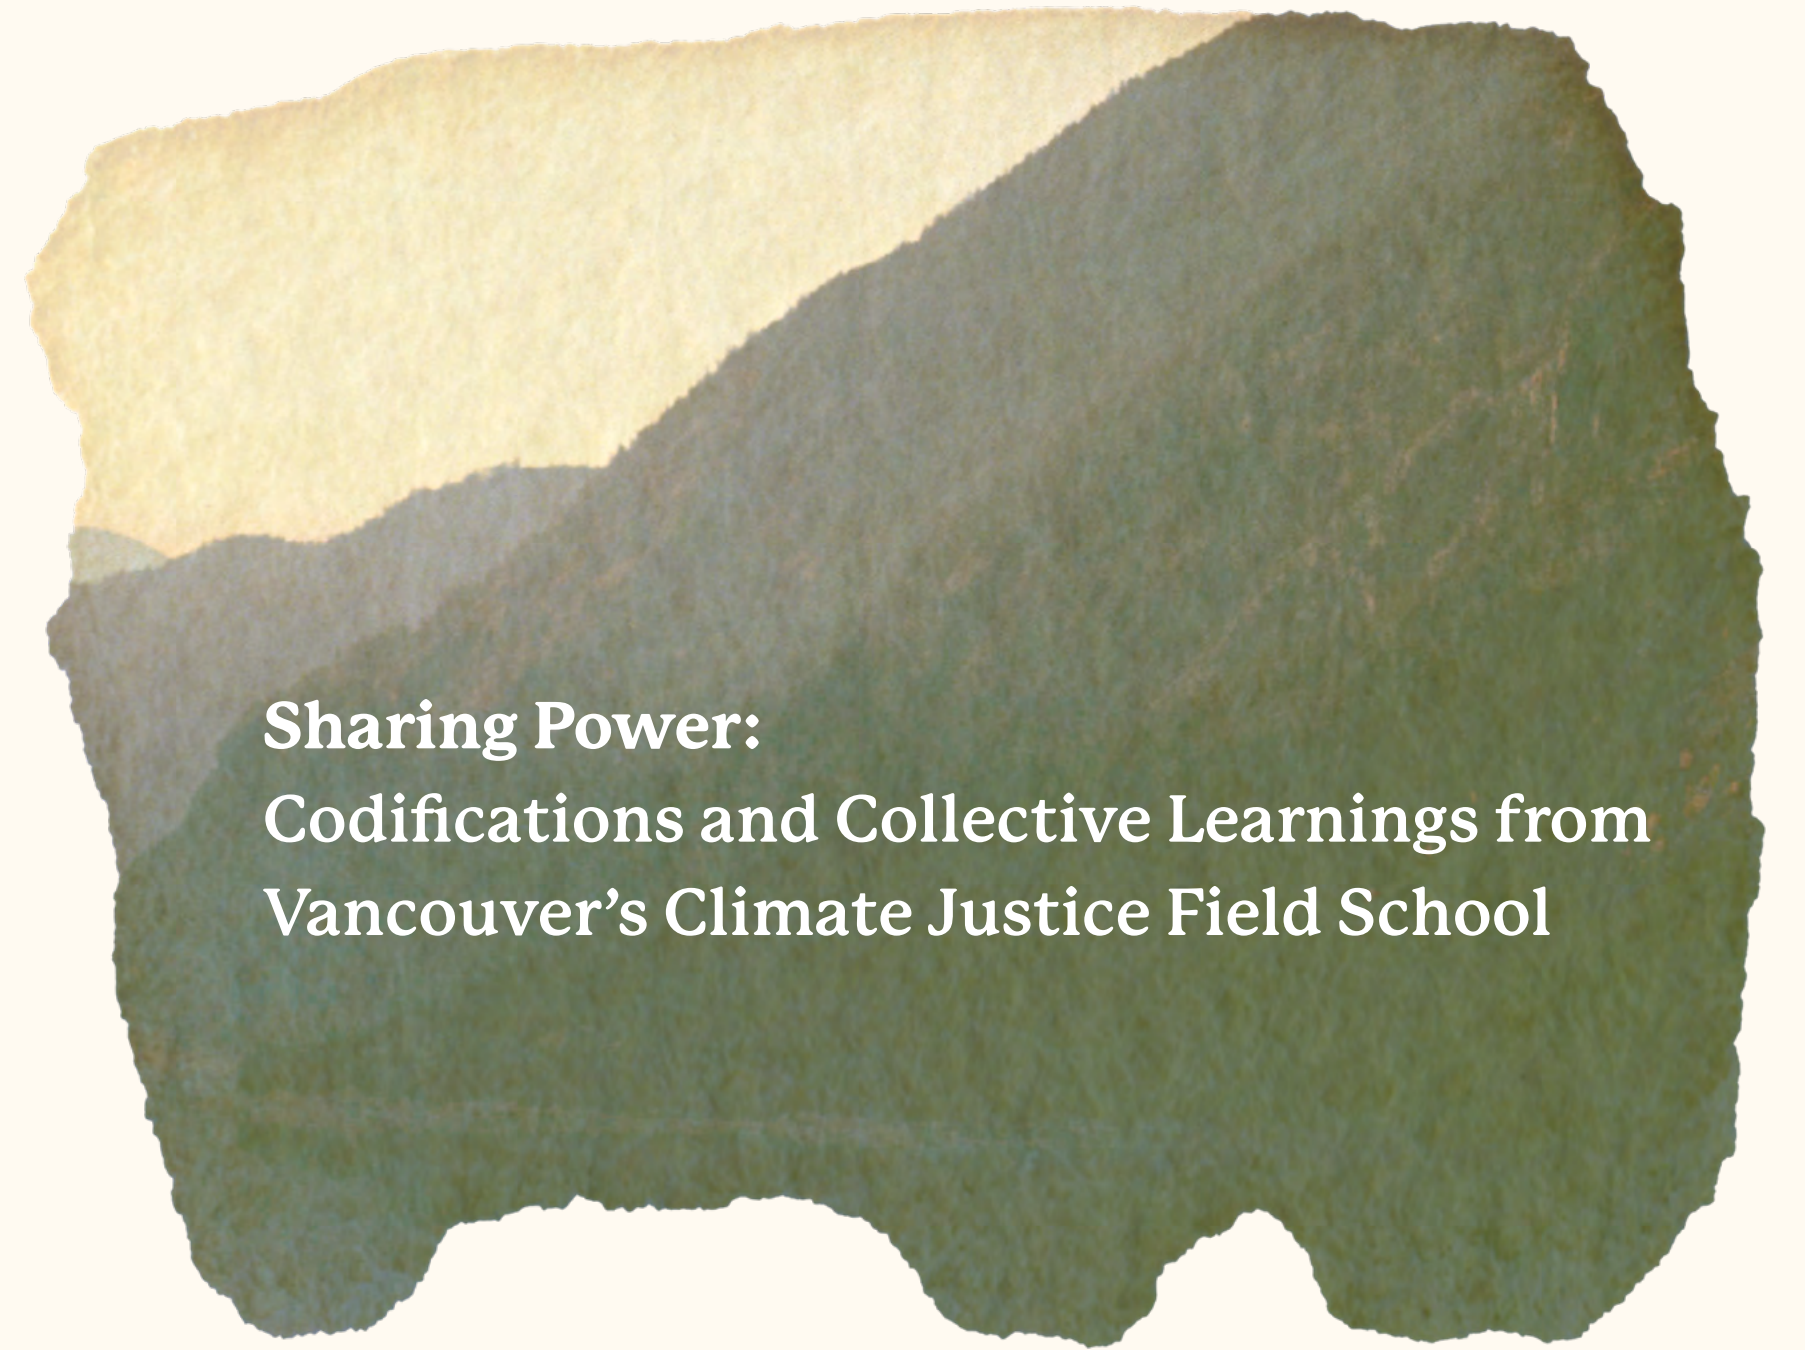 Sharing Power:
Codifications and Collective Learnings from
Vancouver’s Climate Justice Field School